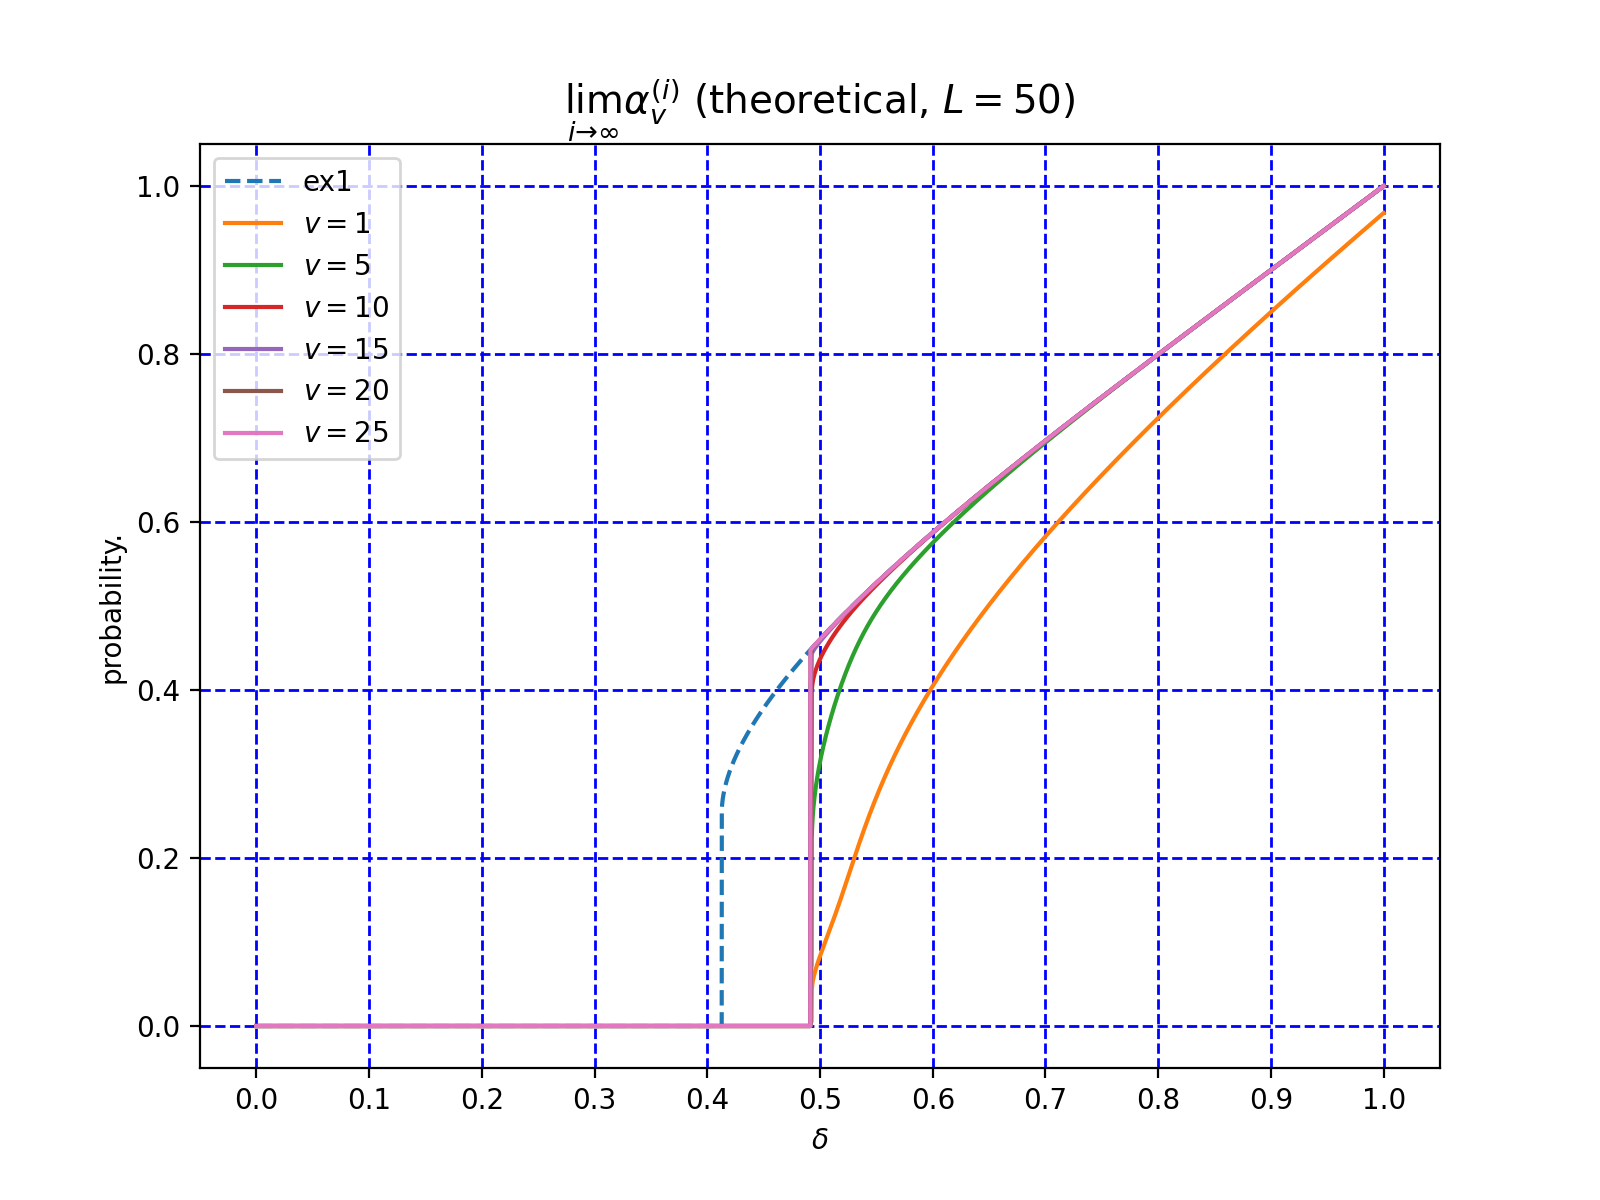 lim α_v^(i) (theoretical, L = 50)
i→∞
ex1
v = 1
v = 5
v = 10
v = 15
v = 20
v = 25
probability.
1.0
0.8
0.6
0.4
0.2
0.0
0.0 0.1 0.2 0.3 0.4 0.5 0.6 0.7 0.8 0.9 1.0
δ